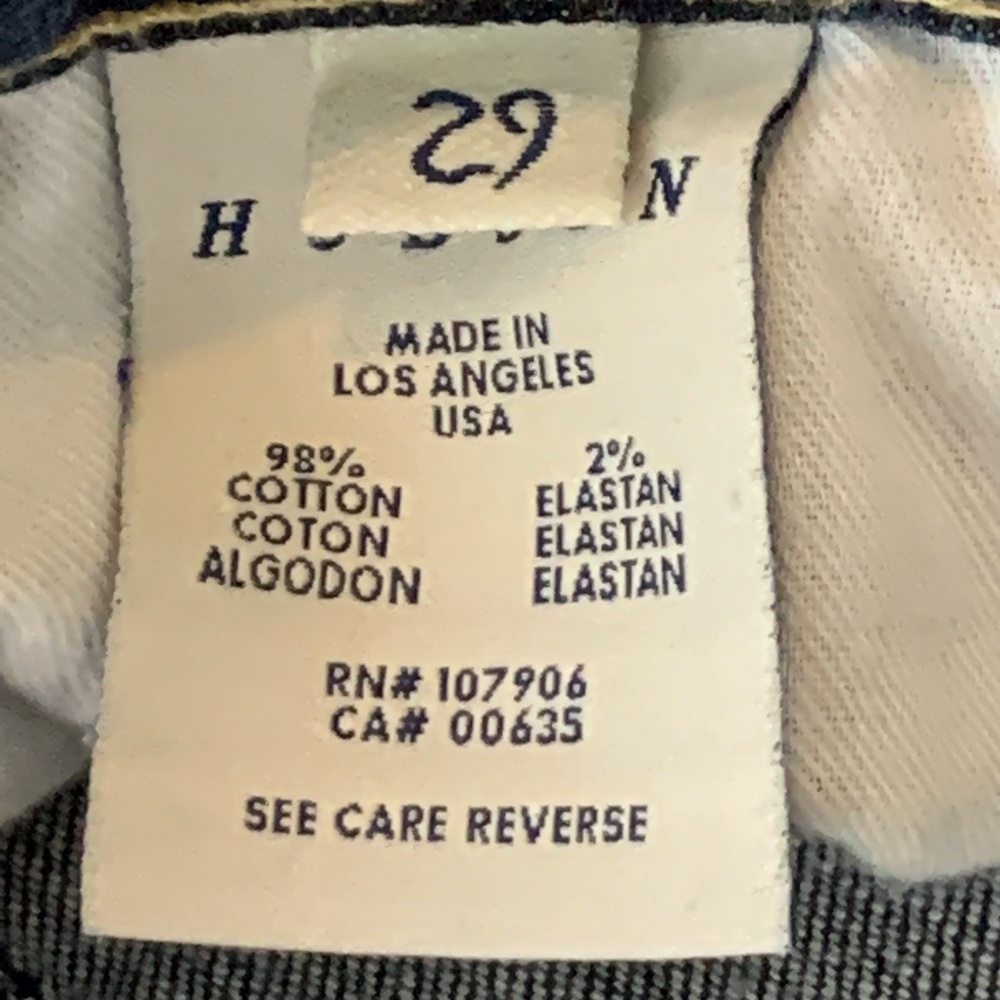 29
H N
MADE IN
LOS ANGELES
USA
98% 2%
COTTON ELASTAN
COTON ELASTAN
ALGODON ELASTAN
RN# 107906
CA# 00635
SEE CARE REVERSE